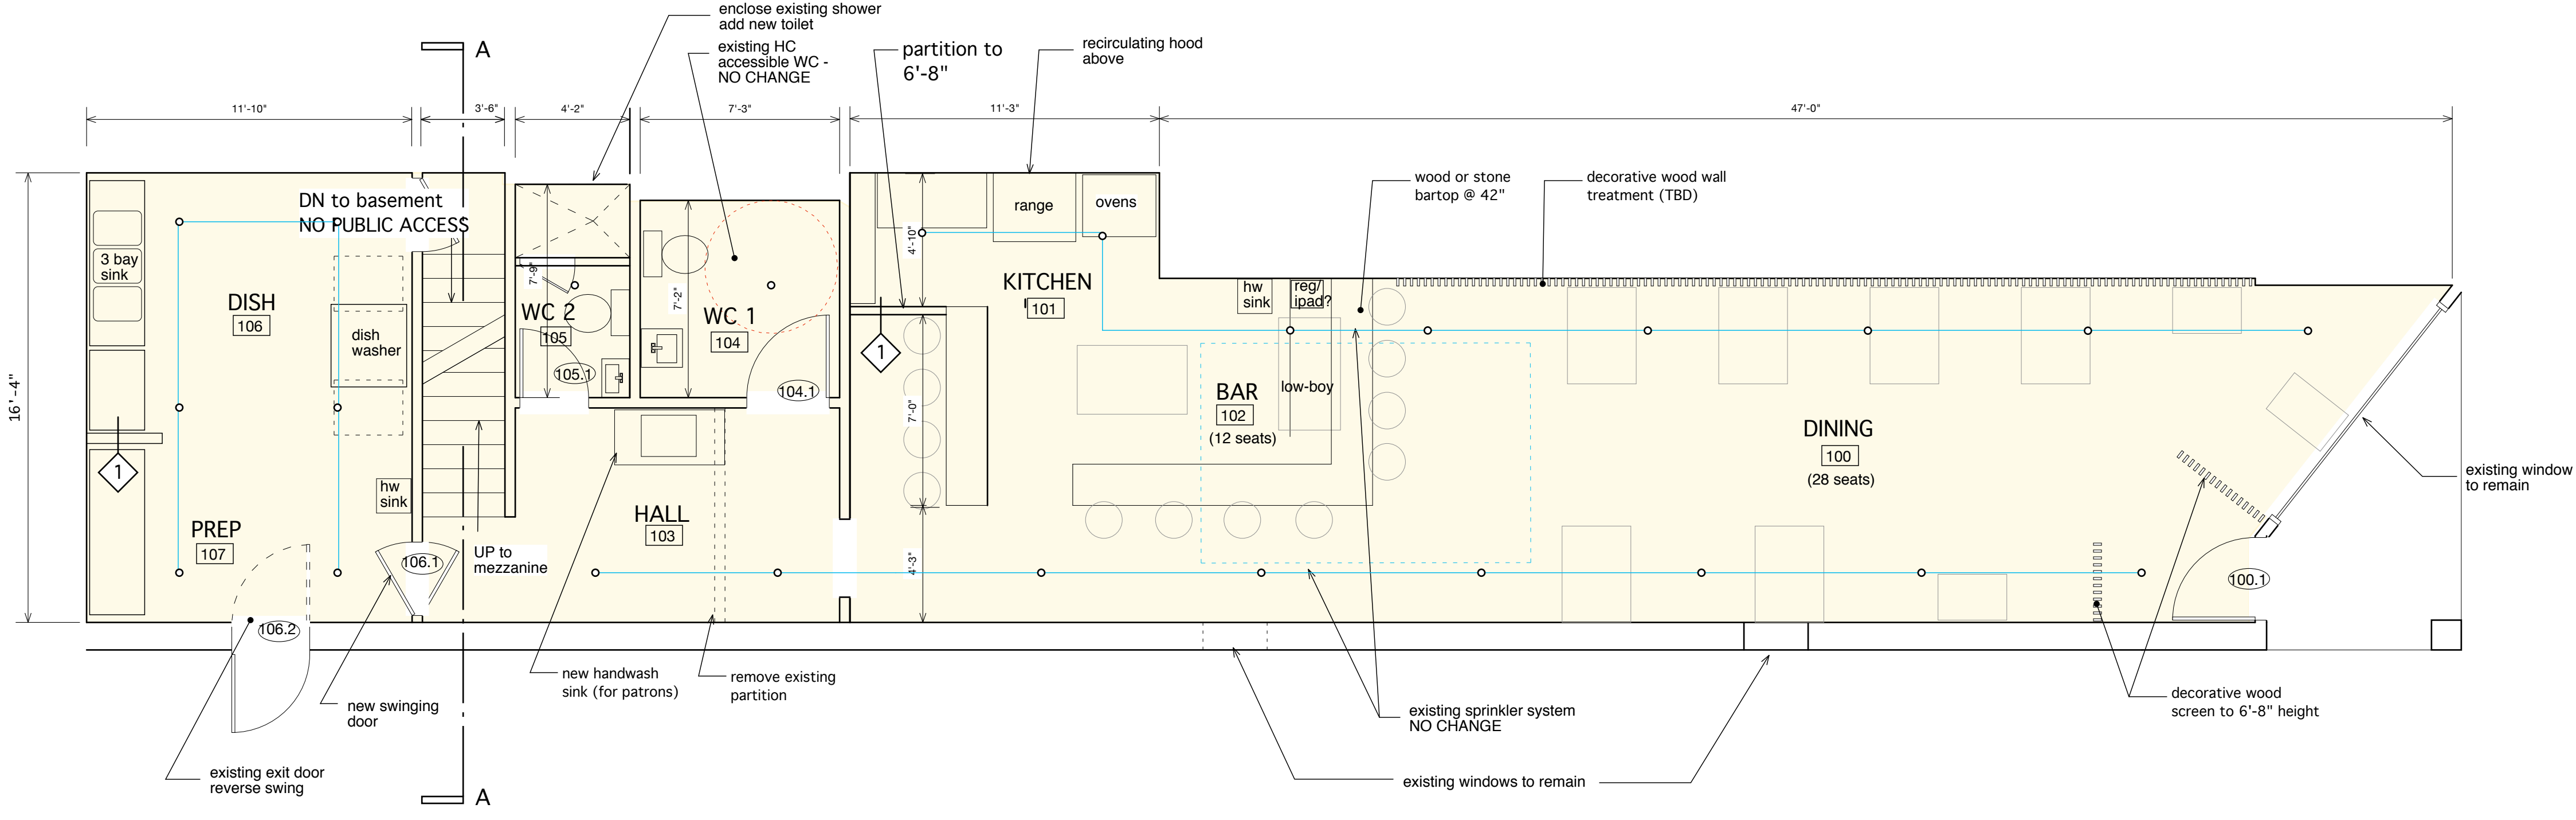 enclose existing shower
add new toilet
existing HC
accessible WC -
NO CHANGE
partition to
6'-8"
recirculating hood
above
A
11'-10"
3'-6"
4'-2"
7'-3"
11'-3"
47'-0"
wood or stone
bartop @ 42"
decorative wood wall
treatment (TBD)
DN to basement
NO PUBLIC ACCESS
range
ovens
4'-10"
3 bay
sink
7'-9"
7'-2"
KITCHEN
101
hw
sink
reg/
ipad?
DISH
106
WC 2
105
WC 1
104
dish
washer
1
105.1
104.1
16'-4"
BAR
102
(12 seats)
low-boy
7'-0"
DINING
100
(28 seats)
1
hw
sink
existing window
to remain
PREP
107
HALL
103
106.1
UP to
mezzanine
4'-3"
100.1
106.2
new handwash
sink (for patrons)
remove existing
partition
new swinging
door
existing sprinkler system
NO CHANGE
decorative wood
screen to 6'-8" height
existing exit door
reverse swing
existing windows to remain
A